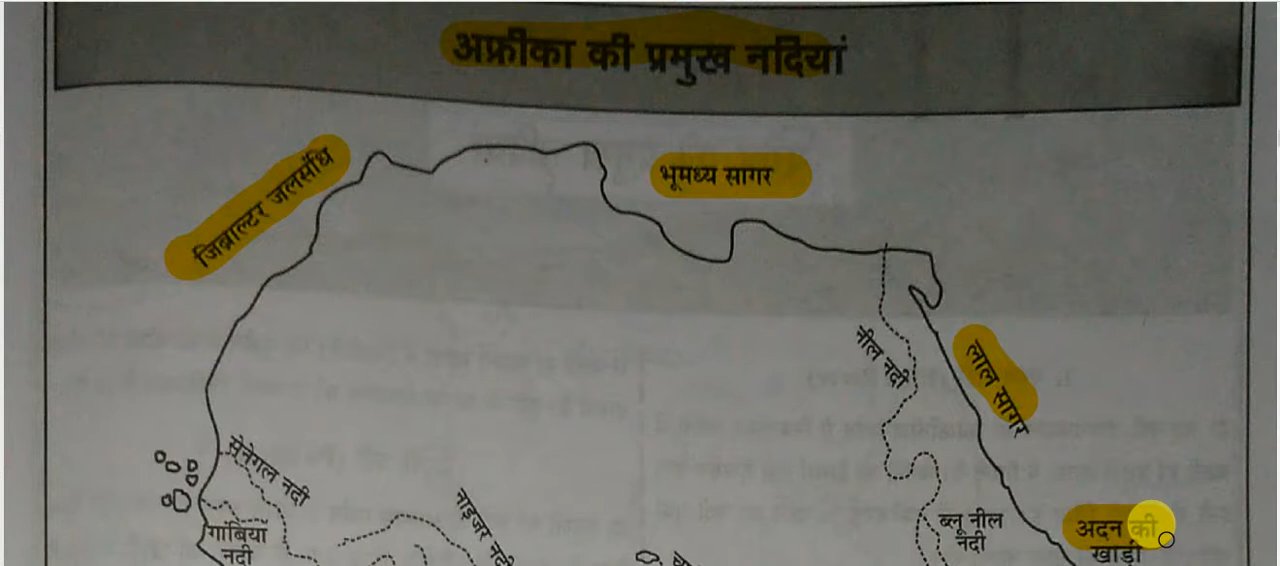 अफ्रीका की प्रमुख नदियां
जिब्राल्टर जलसंधि
भूमध्य सागर
नील नदी
लाल सागर
सेनेगल नदी
नाइजर नदी
गांबिया
नदी
ब्लू नील
नदी
अदन की
खाड़ी